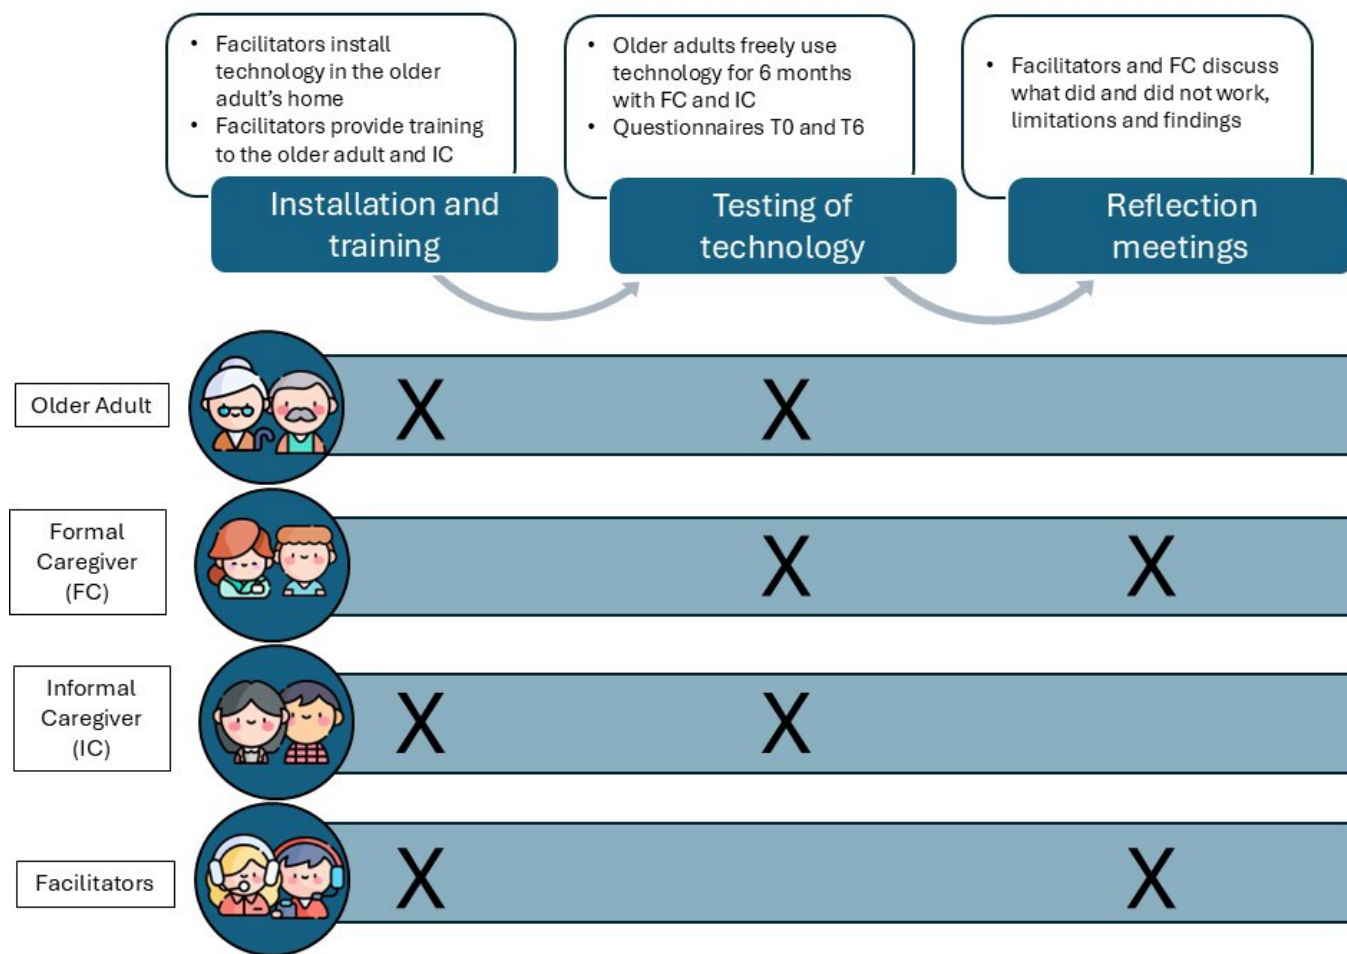 • Facilitators install
technology in the older
adult's home
• Facilitators provide training
to the older adult and IC
Installation and
training
• Older adults freely use
technology for 6 months
with FC and IC
• Questionnaires T0 and T6
Testing of
technology
• Facilitators and FC discuss
what did and did not work,
limitations and findings
Reflection
meetings
Older Adult
X X
Formal
Caregiver
(FC)
X X
Informal
Caregiver
(IC)
X X
Facilitators
X X